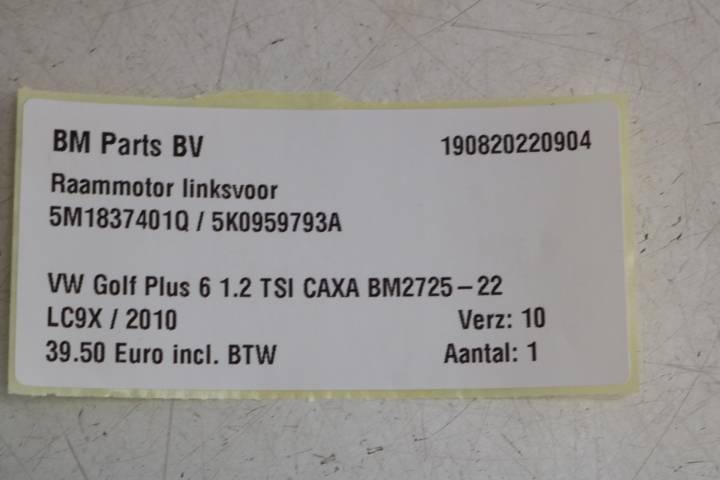 BM Parts BV 190820220904
Raammotor linksvoor
5M1837401Q / 5K0959793A
VW Golf Plus 6 1.2 TSI CAXA BM2725-22
LC9X / 2010 Verz: 10
39.50 Euro incl. BTW Aantal: 1